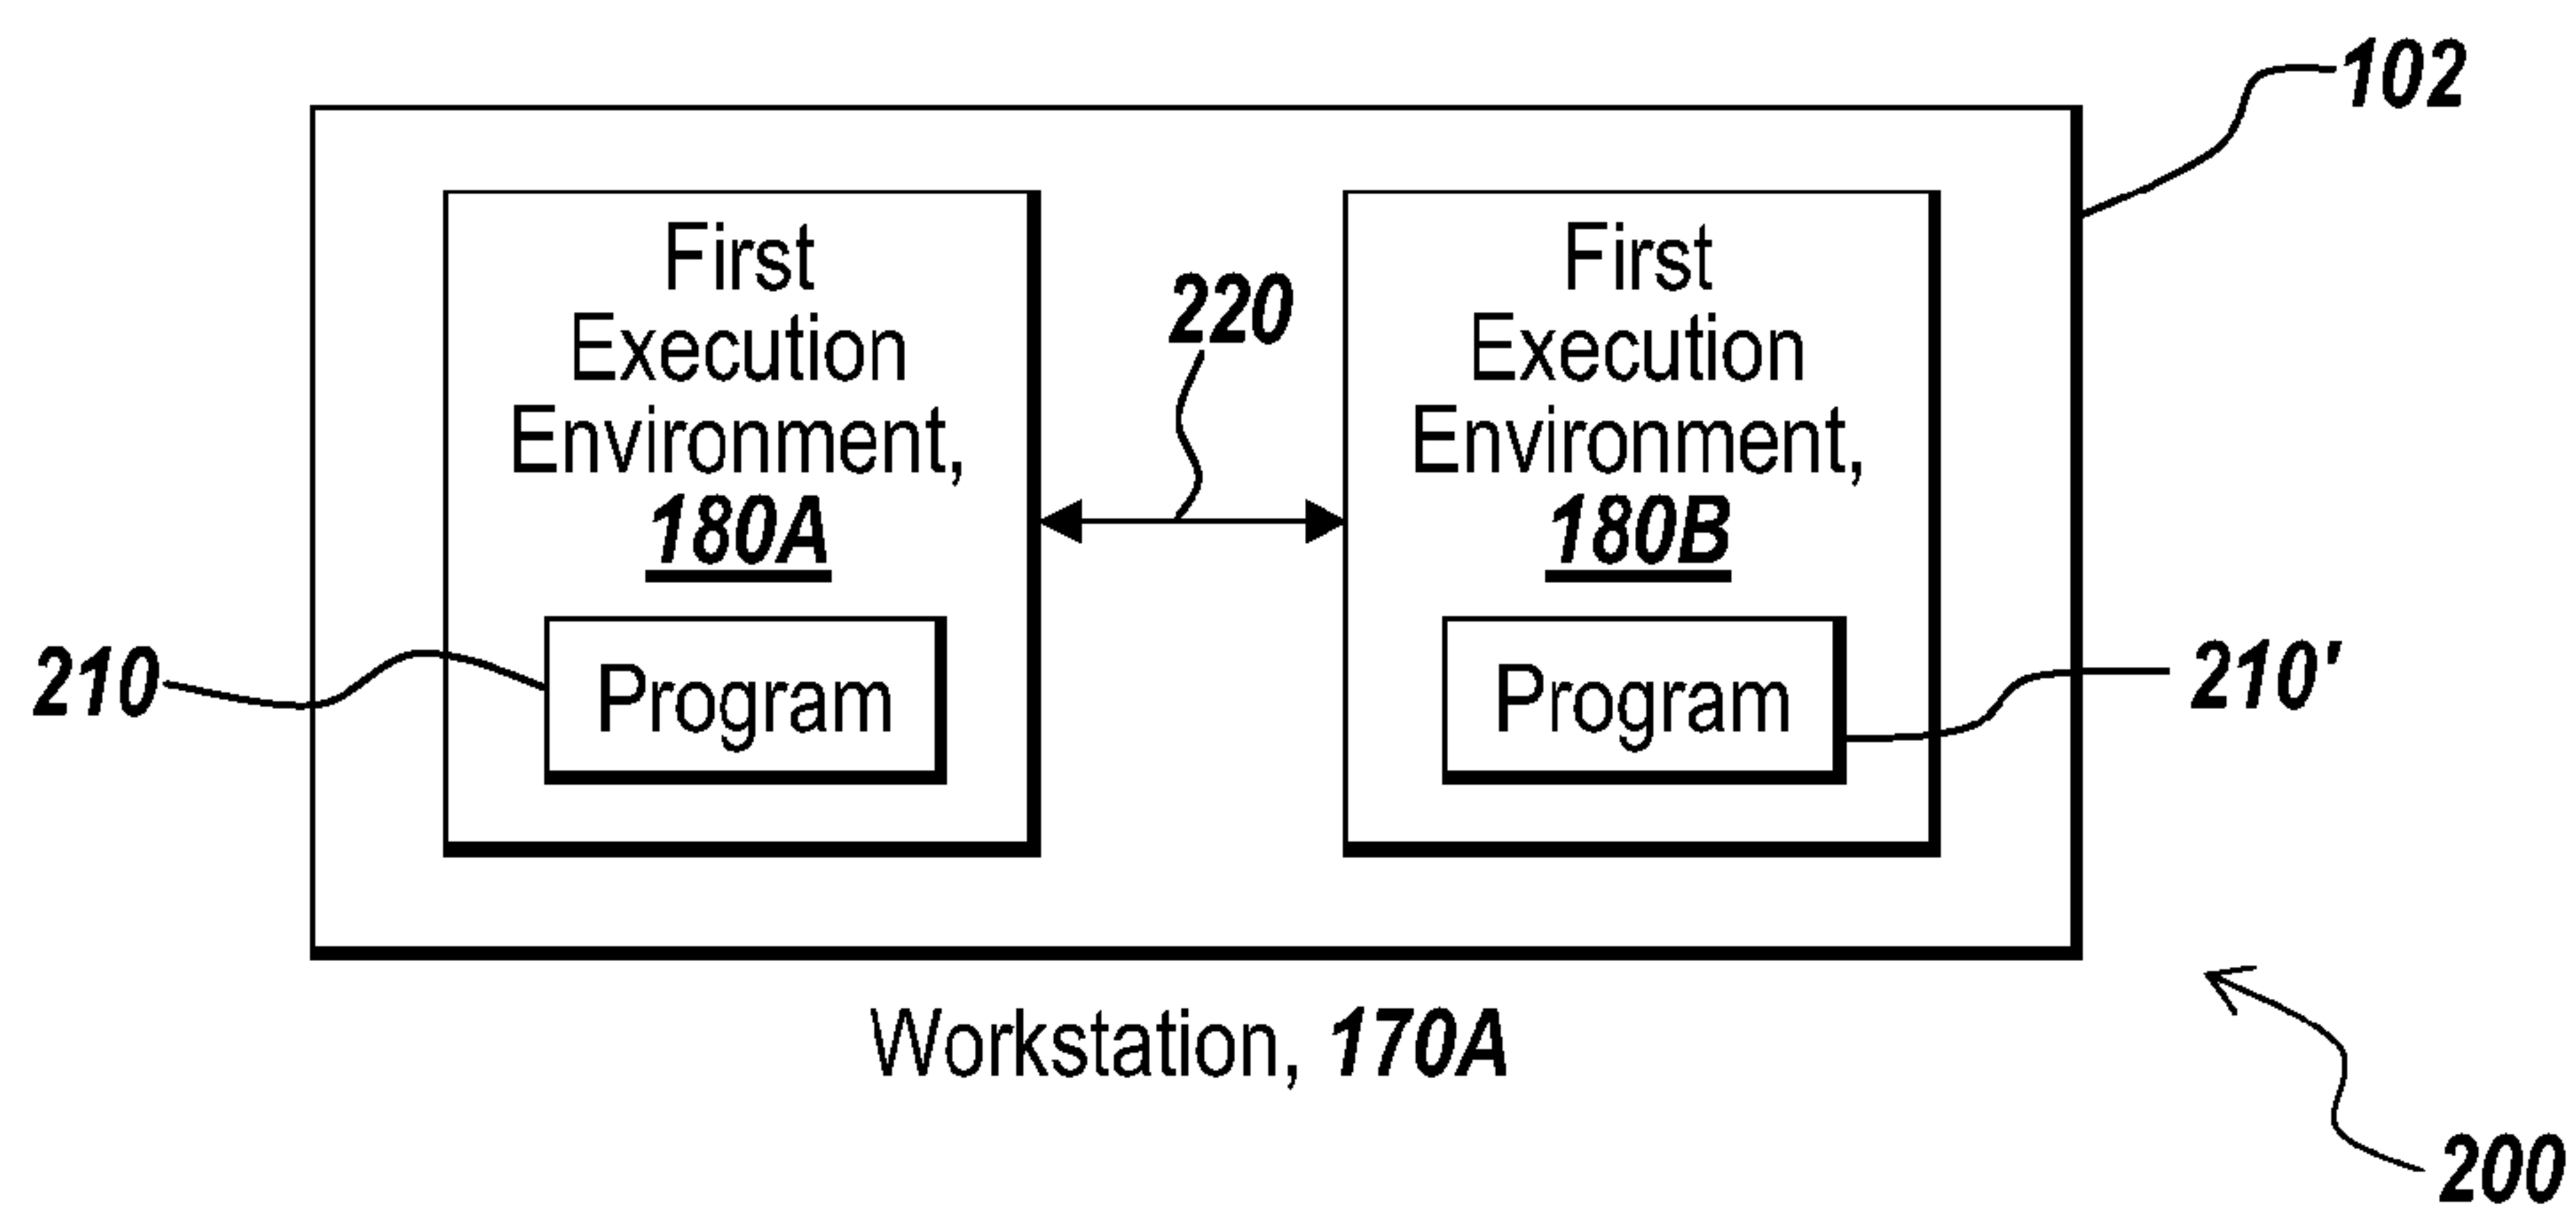 102
First
Execution
Environment,
180A
220
First
Execution
Environment,
180B
210
Program
Program
210'
Workstation, 170A
200